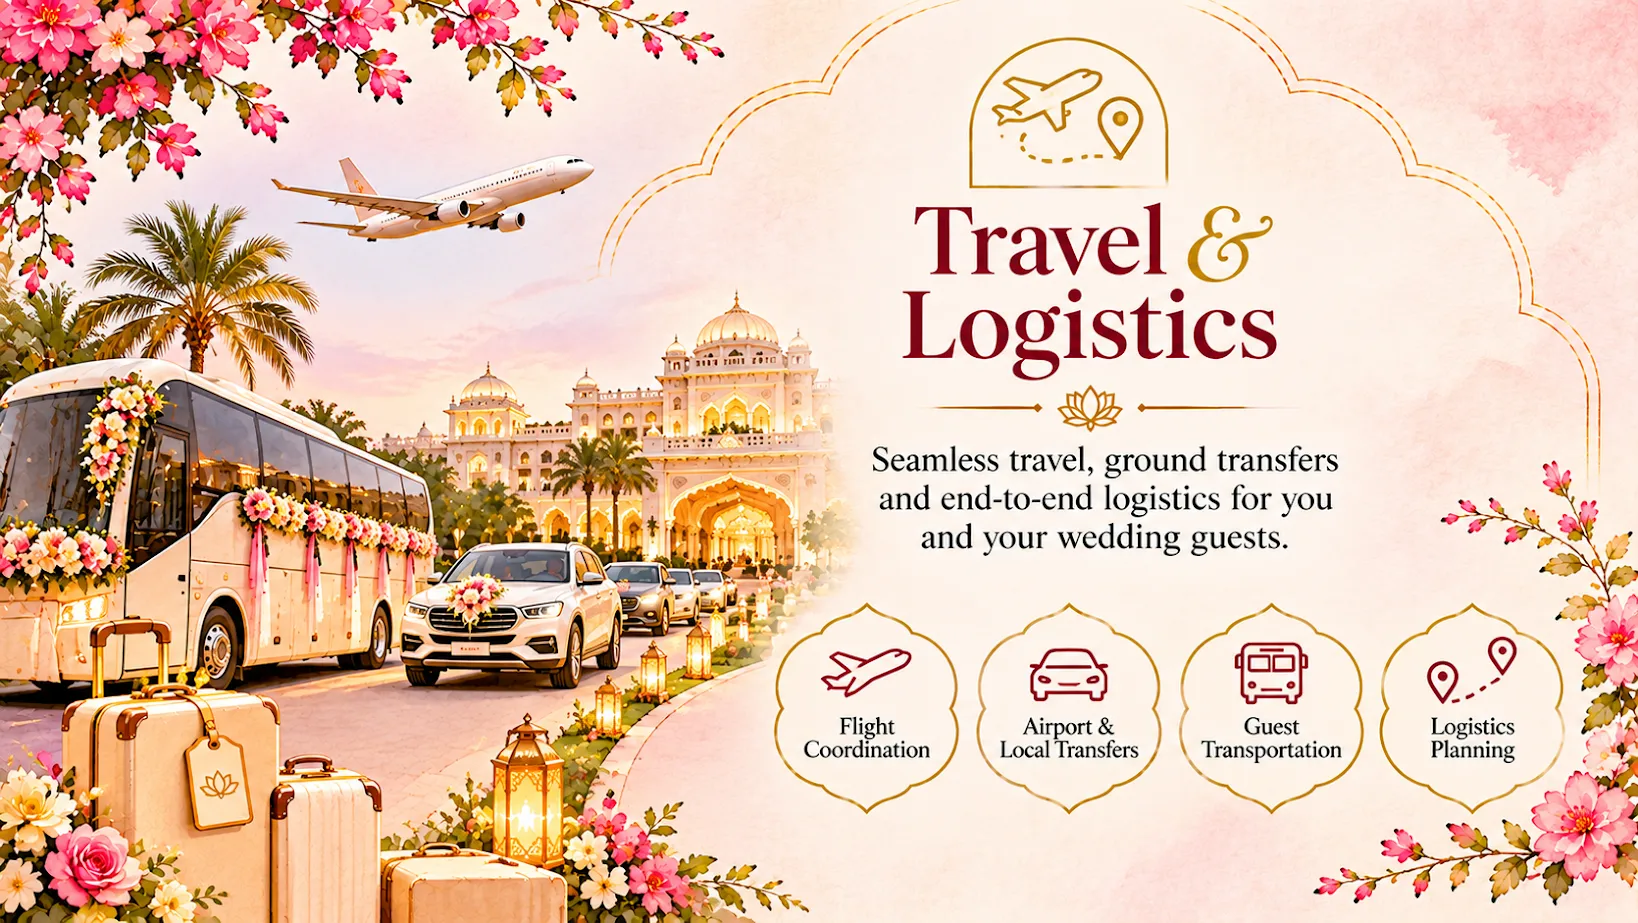 Travel &
Logistics
Seamless travel, ground transfers
and end-to-end logistics for you
and your wedding guests.
Flight
Coordination
Airport &
Local Transfers
Guest
Transportation
Logistics
Planning